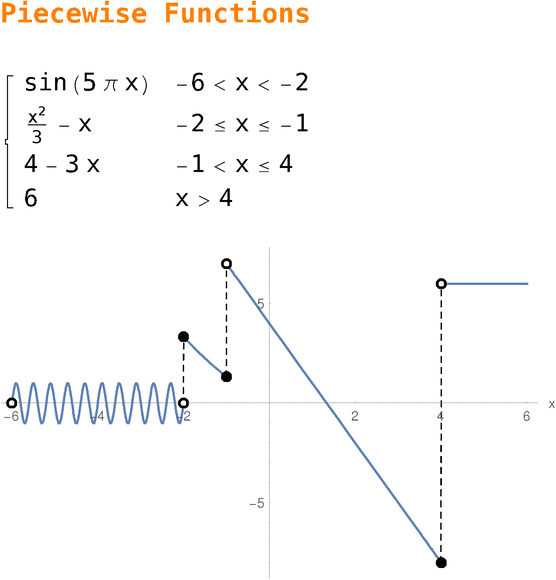 Piecewise Functions
sin (5 π x) −6 < x < −2
x²/3 − x −2 ≤ x ≤ −1
4 − 3 x −1 < x ≤ 4
6 x > 4
5
x
−6 −4 −2 2 4 6
−5